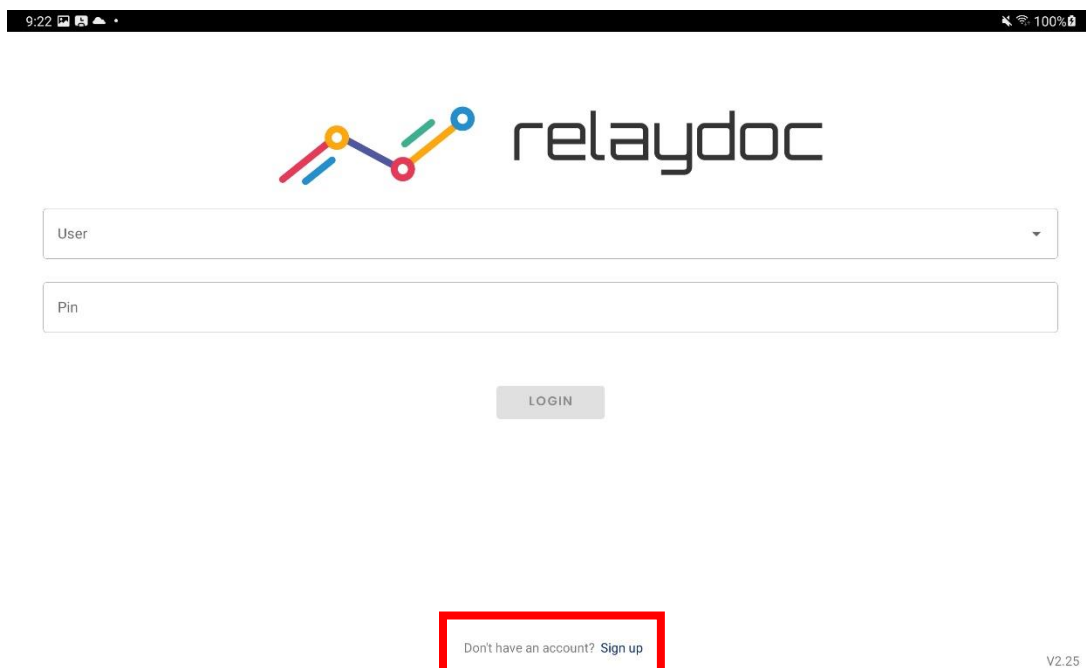 9:22
100%
relaydoc
User
Pin
LOGIN
Don't have an account? Sign up
V2.25